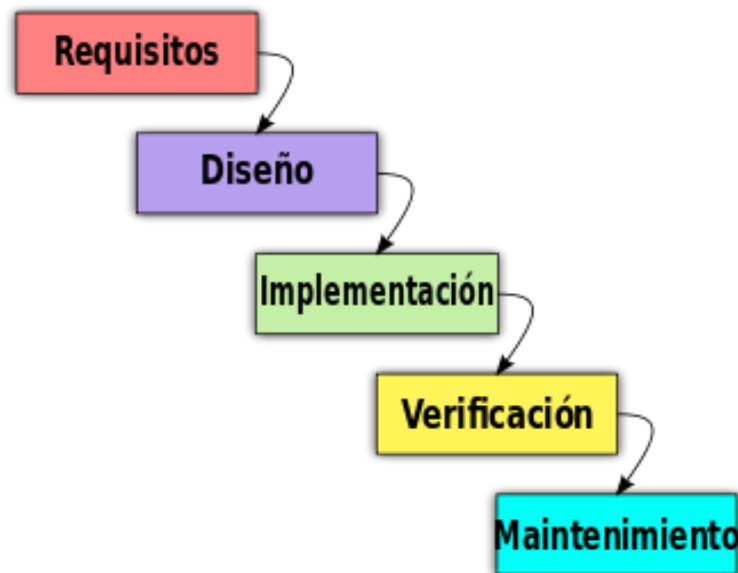 Requisitos
Diseño
Implementación
Verificación
Maintenimiento